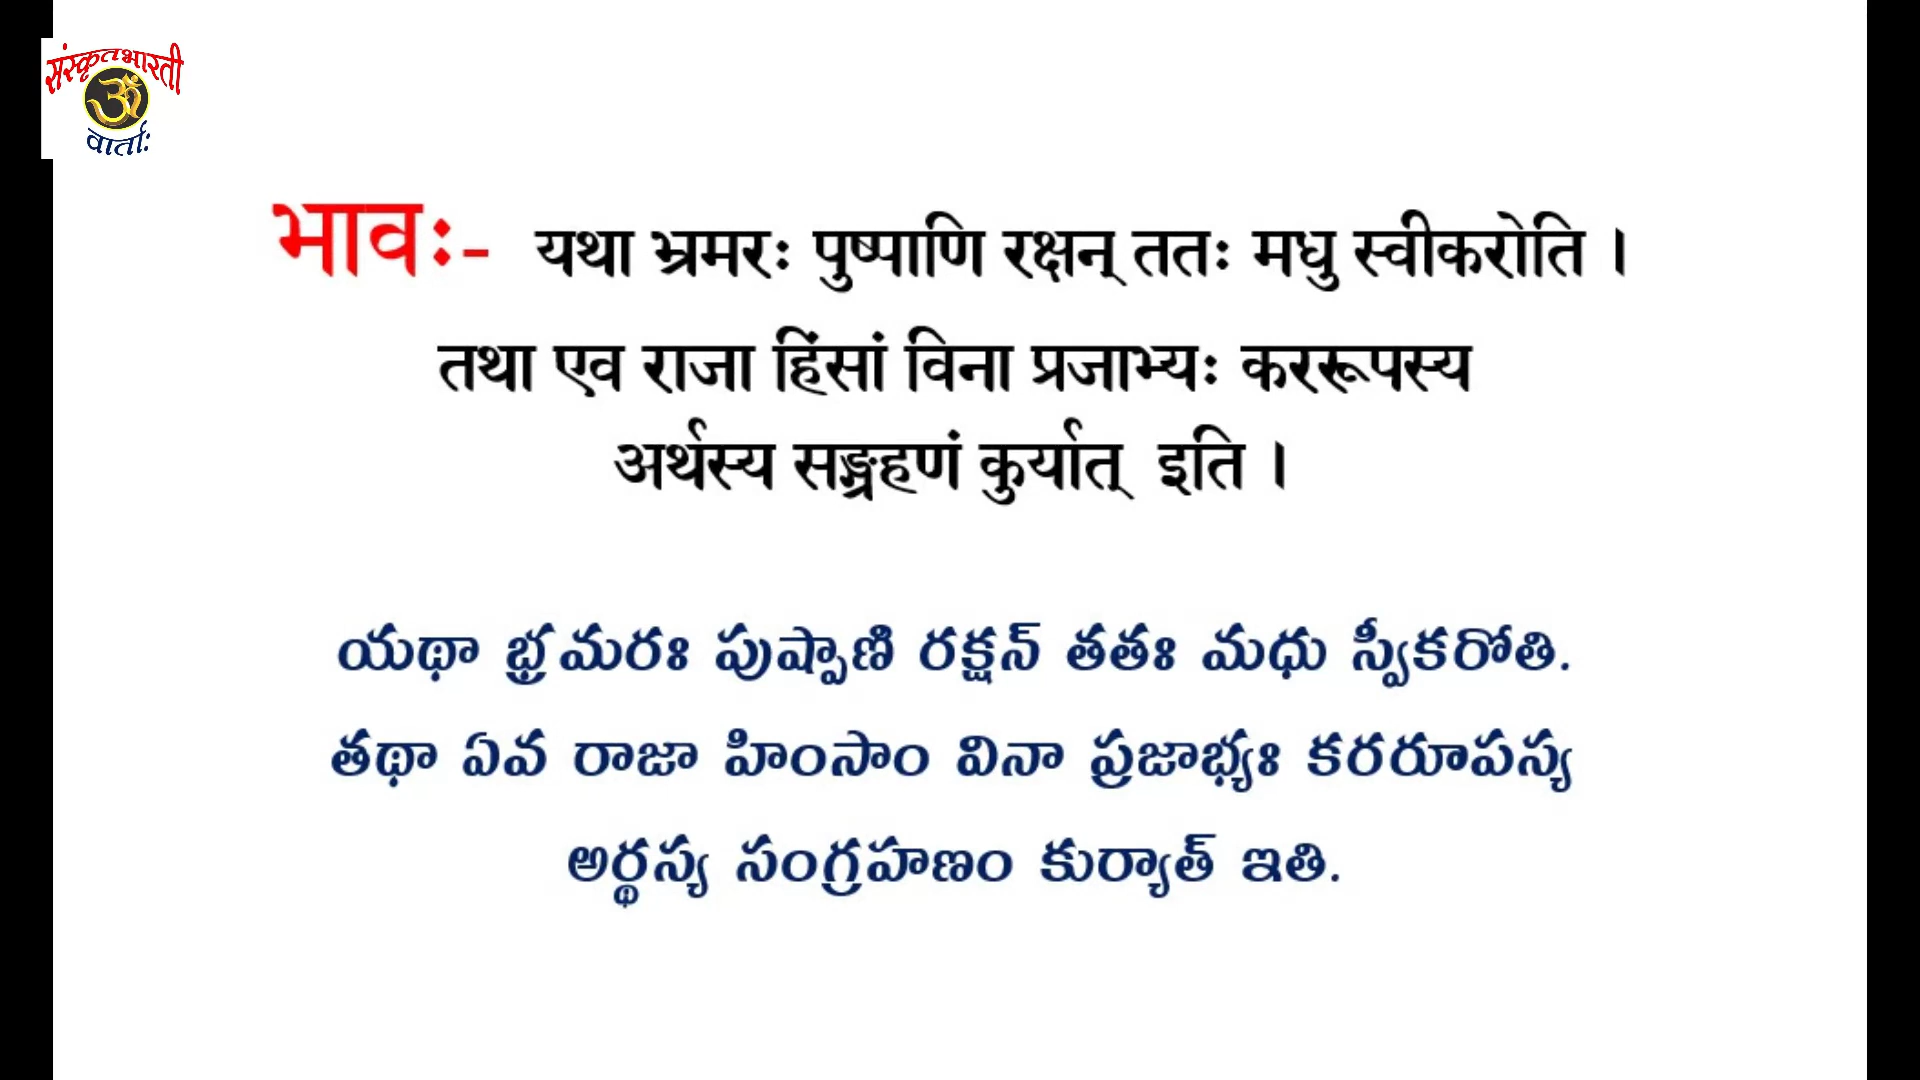 संस्कृतभारती
ॐ
वार्ताः
भावः- यथा भ्रमरः पुष्पाणि रक्षन् ततः मधु स्वीकरोति ।
तथा एव राजा हिंसां विना प्रजाभ्यः कररूपस्य
अर्थस्य सङ्ग्रहणं कुर्यात् इति ।
యథా భ్రమరః పుష్పాణి రక్షన్ తతః మధు స్వీకరోతి.
తథా ఏవ రాజా హింసాం వినా ప్రజాభ్యః కరరూపస్య
అర్థస్య సంగ్రహణం కుర్యాత్ ఇతి.